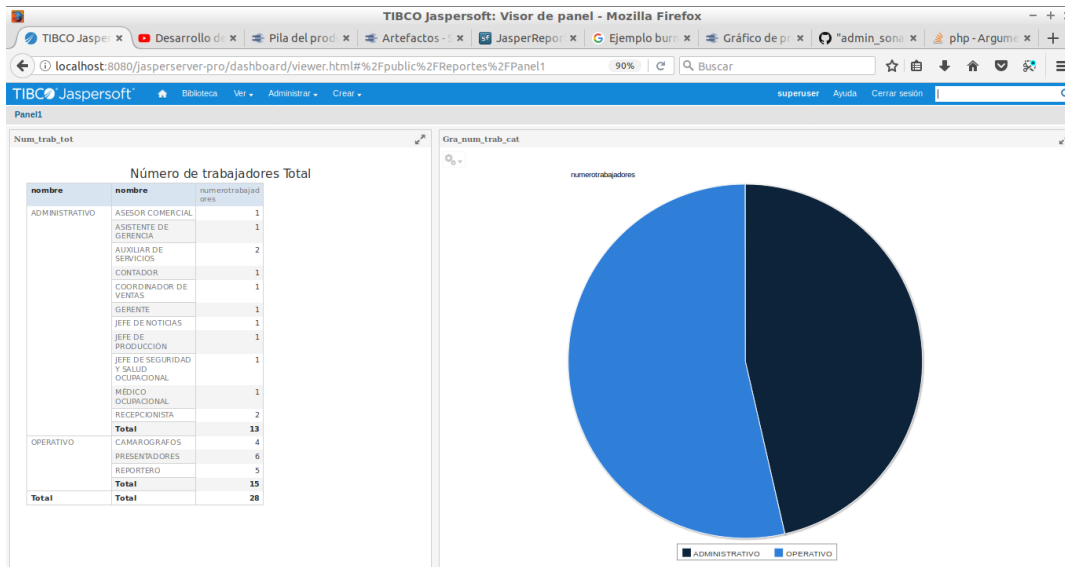 TIBCO Jaspersoft: Visor de panel - Mozilla Firefox
TIBCO Jasper
Desarrollo de
Pila del prod
Artefactos - S
JasperRepor
Ejemplo burn
Gráfico de pr
"admin_sona
php - Argume
localhost:8080/jasperserver-pro/dashboard/viewer.html#%2Fpublic%2FReportes%2FPanel1
90%
Buscar
TIBCO Jaspersoft
Biblioteca Ver Administrar Crear
superuser Ayuda Cerrar sesión
Panel1
Num_trab_tot
Número de trabajadores Total
nombre nombre numerotrabajad
ores
ADMINISTRATIVO ASESOR COMERCIAL 1
ASISTENTE DE
GERENCIA 1
AUXILIAR DE
SERVICIOS 2
CONTADOR 1
COORDINADOR DE
VENTAS 1
GERENTE 1
JEFE DE NOTICIAS 1
JEFE DE
PRODUCCIÓN 1
JEFE DE SEGURIDAD
Y SALUD
OCUPACIONAL 1
MÉDICO
OCUPACIONAL 1
RECEPCIONISTA 2
Total 13
OPERATIVO CAMAROGRAFOS 4
PRESENTADORES 6
REPORTERO 5
Total 15
Total Total 28
Gra_num_trab_cat
numerotrabajadores
ADMINISTRATIVO OPERATIVO